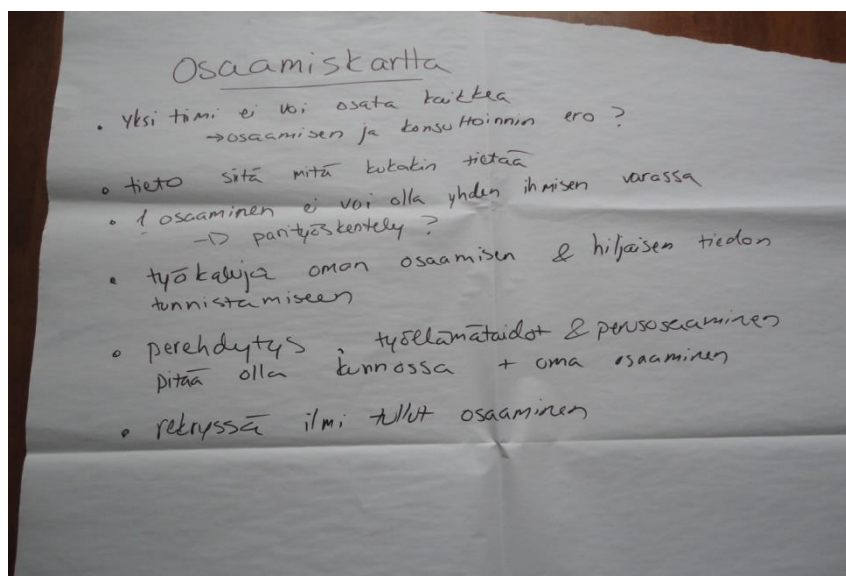 Osaamiskartta
• Yksi tiimi ei voi osata kaikkea
→ osaamisen ja konsultoinnin ero?
• tieto sitä mitä kukakin tietää
• ! osaaminen ei voi olla yhden ihmisen varassa
→ parityöskentely?
• työkaluja oman osaamisen & hiljaisen tiedon
tunnistamiseen
• perehdytys, työelämätaidot & perusosaaminen
pitää olla kunnossa + oma osaaminen
• rekryssä ilmi tullut osaaminen